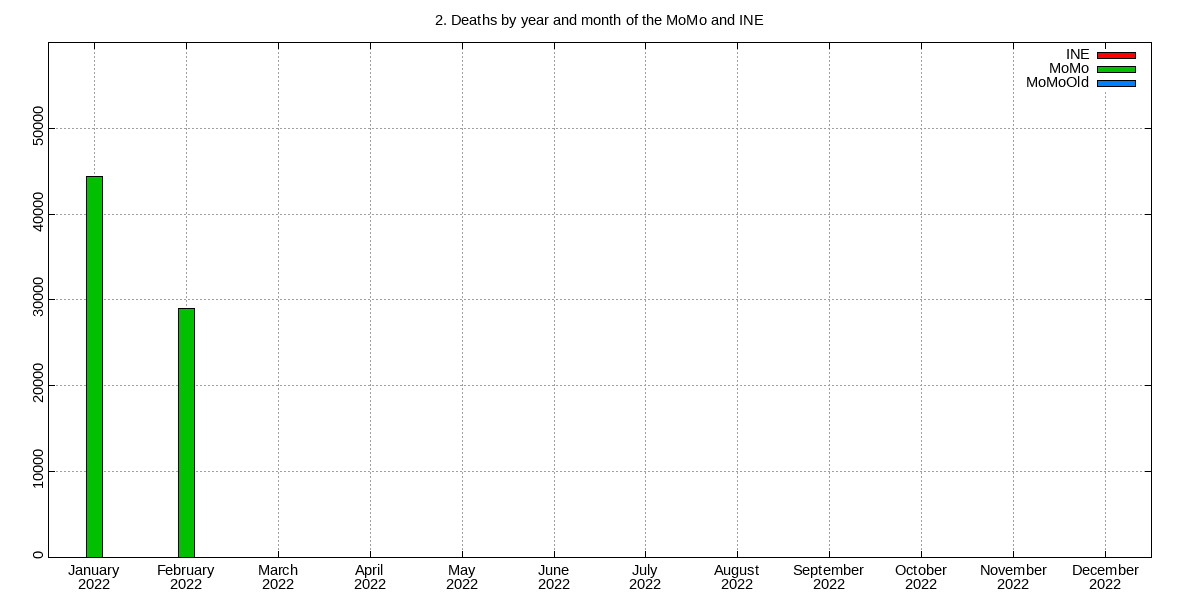 2. Deaths by year and month of the MoMo and INE
INE
MoMo
MoMoOld
50000
40000
30000
20000
10000
0
January February March April May June July August September October November December
2022 2022 2022 2022 2022 2022 2022 2022 2022 2022 2022 2022